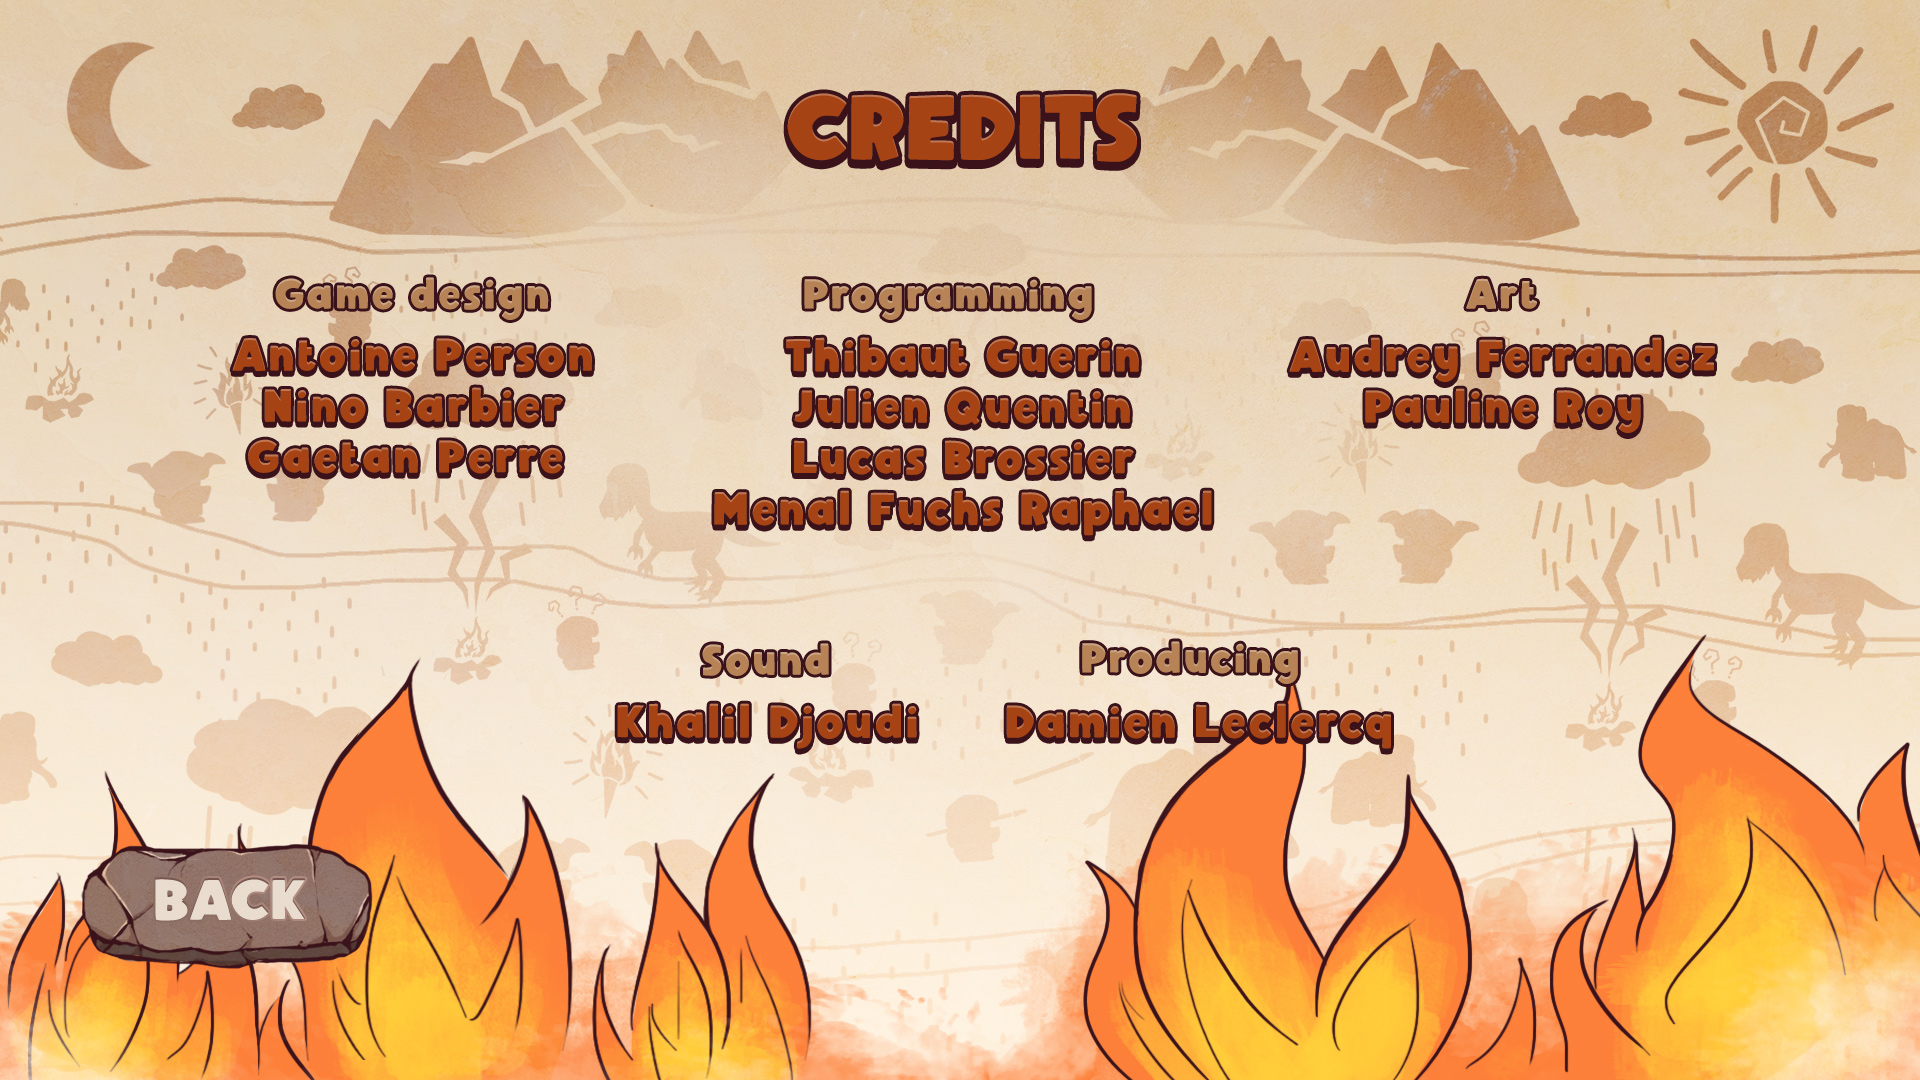 CREDITS
Game design
Antoine Person
Nino Barbier
Gaetan Perre
Programming
Thibaut Guerin
Julien Quentin
Lucas Brossier
Menal Fuchs Raphael
Art
Audrey Ferrandez
Pauline Roy
Sound
Khalil Djoudi
Producing
Damien Leclercq
BACK